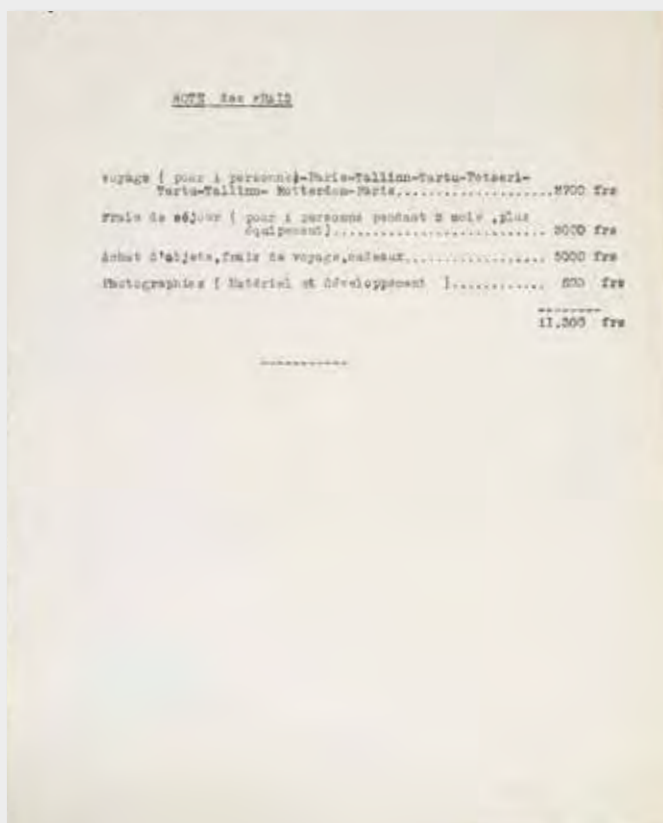 NOTE des FRAIS
voyage ( pour 1 personne)-Paris-Tallinn-Tartu-Petseri-
Tartu-Tallinn- Rotterdam-Paris....................2700 frs
Frais de séjour ( pour 1 personne pendant mois ,plus
équipement).......................... 3000 frs
Achat d'objets,frais de voyage,cadeaux................. 5000 frs
Photographies ( Matériel et développement )............ 600 frs
--------
11.300 frs
-----------